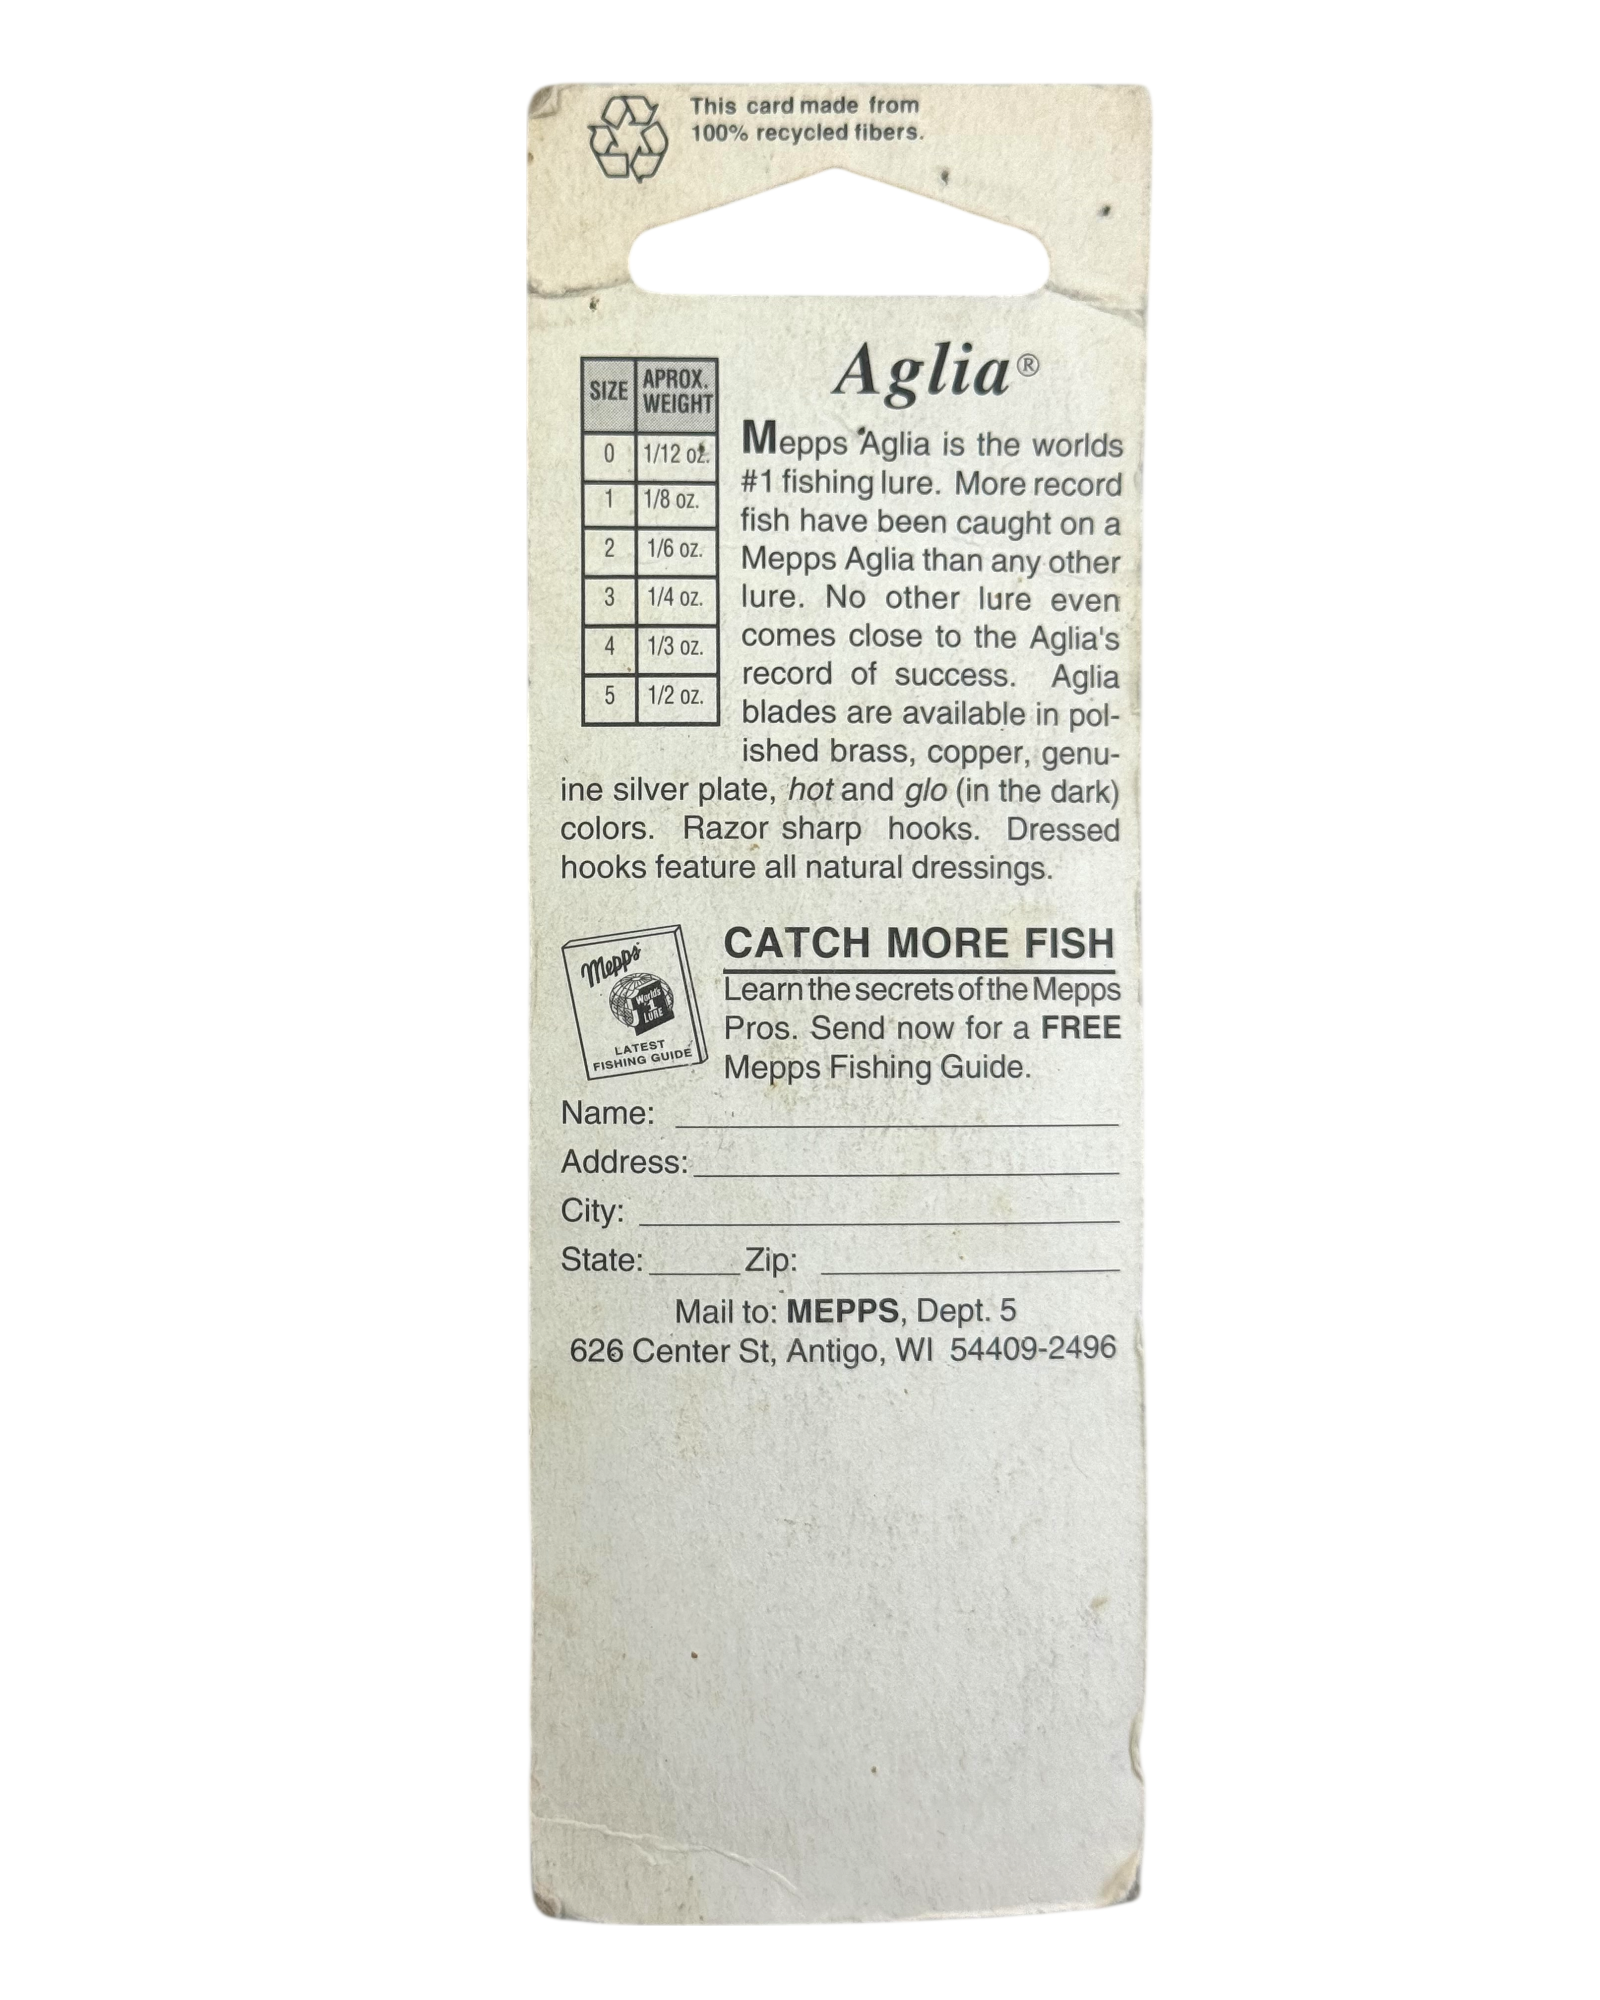 This card made from
100% recycled fibers.
Aglia®
SIZE APROX. WEIGHT
0 1/12 oz.
1 1/8 oz.
2 1/6 oz.
3 1/4 oz.
4 1/3 oz.
5 1/2 oz.
Mepps Aglia is the worlds
#1 fishing lure. More record
fish have been caught on a
Mepps Aglia than any other
lure. No other lure even
comes close to the Aglia's
record of success. Aglia
blades are available in pol-
ished brass, copper, genu-
ine silver plate, hot and glo (in the dark)
colors. Razor sharp hooks. Dressed
hooks feature all natural dressings.
Mepps
World's
#1
LURE
LATEST
FISHING GUIDE
CATCH MORE FISH
Learn the secrets of the Mepps
Pros. Send now for a FREE
Mepps Fishing Guide.
Name:
Address:
City:
State: Zip:
Mail to: MEPPS, Dept. 5
626 Center St, Antigo, WI 54409-2496